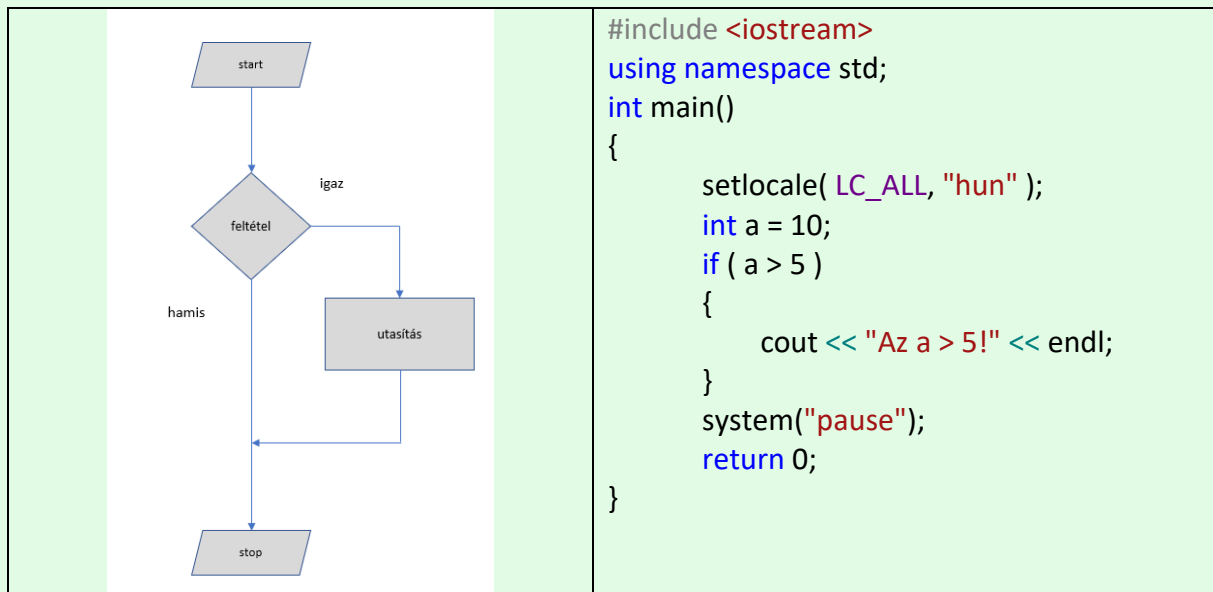 start
igaz
feltétel
hamis
utasítás
stop
#include <iostream>
using namespace std;
int main()
{
setlocale( LC_ALL, "hun" );
int a = 10;
if ( a > 5 )
{
cout << "Az a > 5!" << endl;
}
system("pause");
return 0;
}